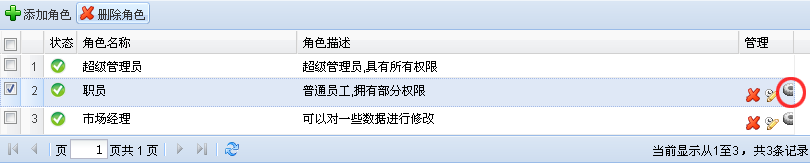 添加角色 删除角色
状态 角色名称 角色描述 管理
1 超级管理员 超级管理员,具有所有权限
2 职员 普通员工,拥有部分权限
3 市场经理 可以对一些数据进行修改
页 1 页共 1 页 当前显示从1至3，共3条记录